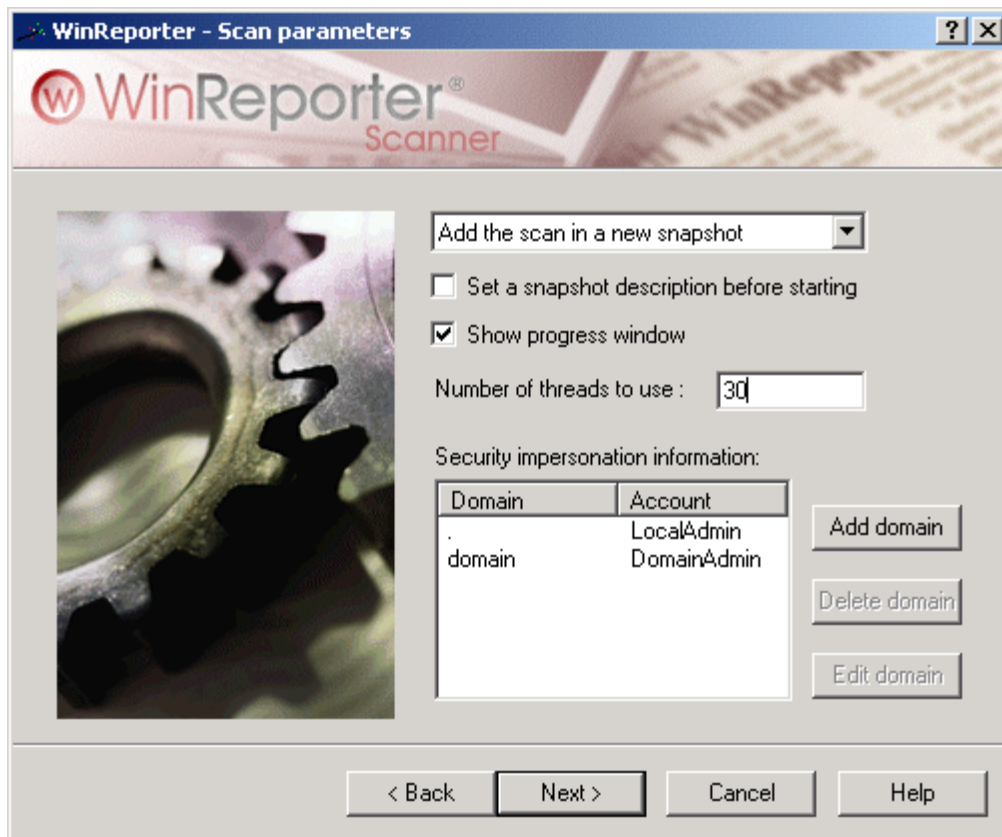 WinReporter - Scan parameters
WinReporter®
Scanner
WinReporter
Add the scan in a new snapshot
Set a snapshot description before starting
Show progress window
Number of threads to use : 30
Security impersonation information:
Domain Account
. LocalAdmin
domain DomainAdmin
Add domain
Delete domain
Edit domain
< Back Next > Cancel Help